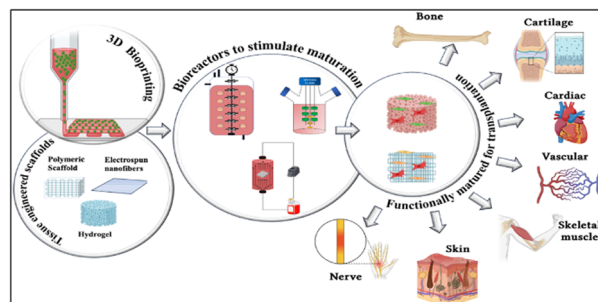 3D Bioprinting
Tissue engineered scaffolds
Polymeric
Scaffold
Electrospun
nanofibers
Hydrogel
Bioreactors to stimulate maturation
Functionally matured for transplantation
Bone
Cartilage
Cardiac
Vascular
Skeletal
muscle
Skin
Nerve